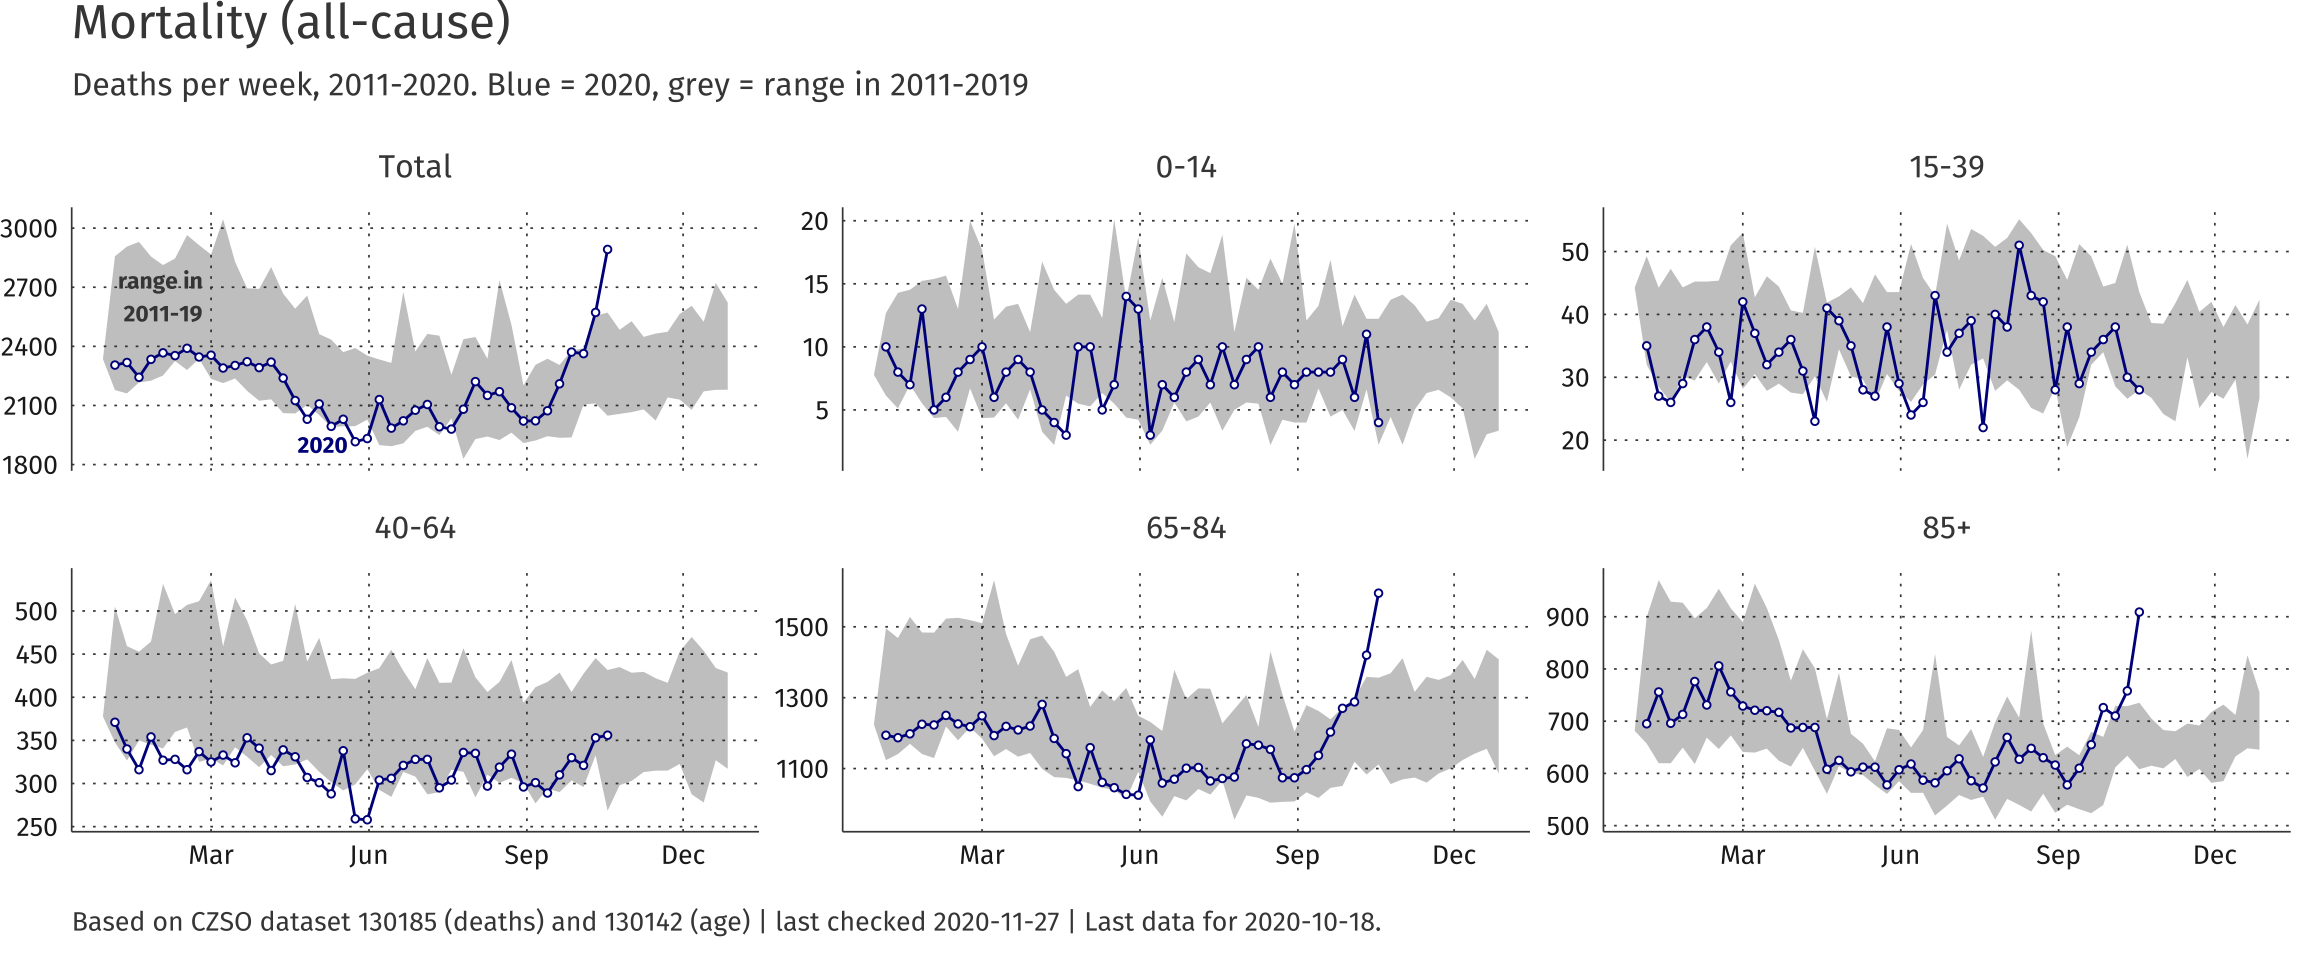 Mortality (all-cause)
Deaths per week, 2011-2020. Blue = 2020, grey = range in 2011-2019
Total
0-14
15-39
3000
2700
2400
2100
1800
range in
2011-19
2020
20
15
10
5
50
40
30
20
40-64
65-84
85+
500
450
400
350
300
250
Mar
Jun
Sep
Dec
1500
1300
1100
Mar
Jun
Sep
Dec
900
800
700
600
500
Mar
Jun
Sep
Dec
Based on CZSO dataset 130185 (deaths) and 130142 (age) | last checked 2020-11-27 | Last data for 2020-10-18.